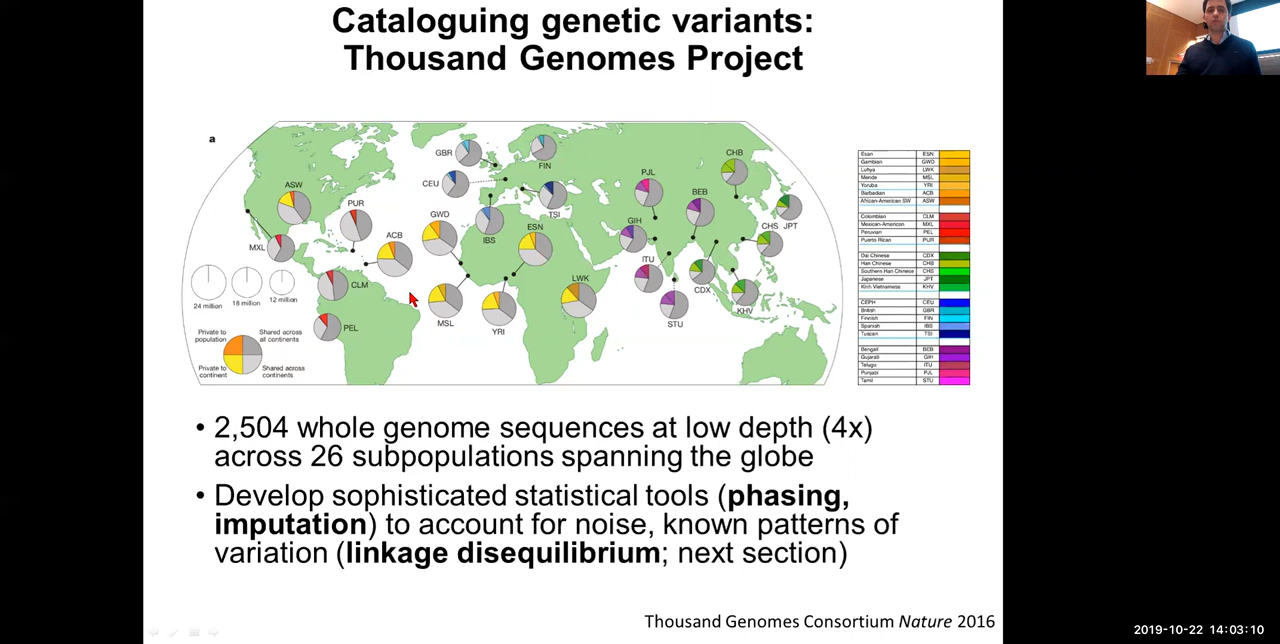 Cataloguing genetic variants:
Thousand Genomes Project
a
GBR
FIN
CHB
CEU
ASW
PUR
GWD
TSI
PJL
BEB
IBS
ESN
GIH
CHS
JPT
MXL
ACB
ITU
LWK
CDX
CLM
MSL
YRI
STU
KHV
PEL
24 million
18 million
12 million
Private to
population
Shared across
all continents
Private to
continent
Shared across
continents
Esan ESN
Gambian GWD
Luhya LWK
Mende MSL
Yoruba YRI
Barbadian ACB
African-American SW ASW
Colombian CLM
Mexican-American MXL
Peruvian PEL
Puerto Rican PUR
Dai Chinese CDX
Han Chinese CHB
Southern Han Chinese CHS
Japanese JPT
Kinh Vietnamese KHV
CEPH CEU
British GBR
Finnish FIN
Spanish IBS
Tuscan TSI
Bengali BEB
Gujarati GIH
Telugu ITU
Punjabi PJL
Tamil STU
• 2,504 whole genome sequences at low depth (4x)
across 26 subpopulations spanning the globe
• Develop sophisticated statistical tools (phasing,
imputation) to account for noise, known patterns of
variation (linkage disequilibrium; next section)
Thousand Genomes Consortium Nature 2016
2019-10-22 14:03:10